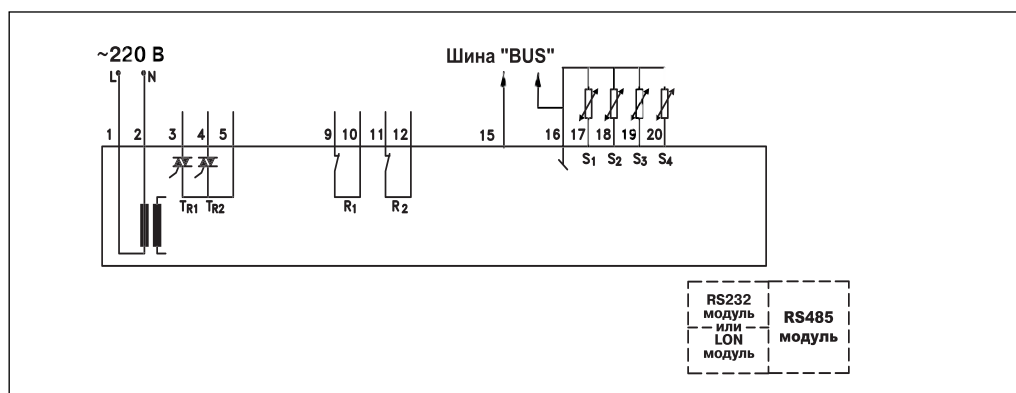 ~220 В
L N
Шина "BUS"
1 2 3 4 5 9 10 11 12 15 16 17 18 19 20
S1 S2 S3 S4
TR1 TR2 R1 R2
RS232
модуль
или
LON
модуль
RS485
модуль